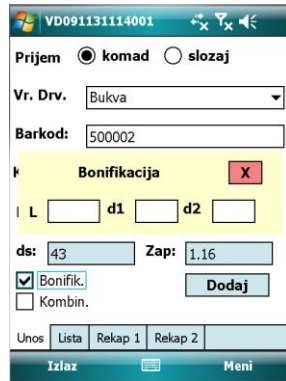 VD091131114001
Prijem komad slozaj
Vr. Drv. Bukva
Barkod: 500002
Bonifikacija X
L d1 d2
ds: 43 Zap: 1.16
Bonifik. Dodaj
Kombin.
Unos Lista Rekap 1 Rekap 2
Izlaz Meni